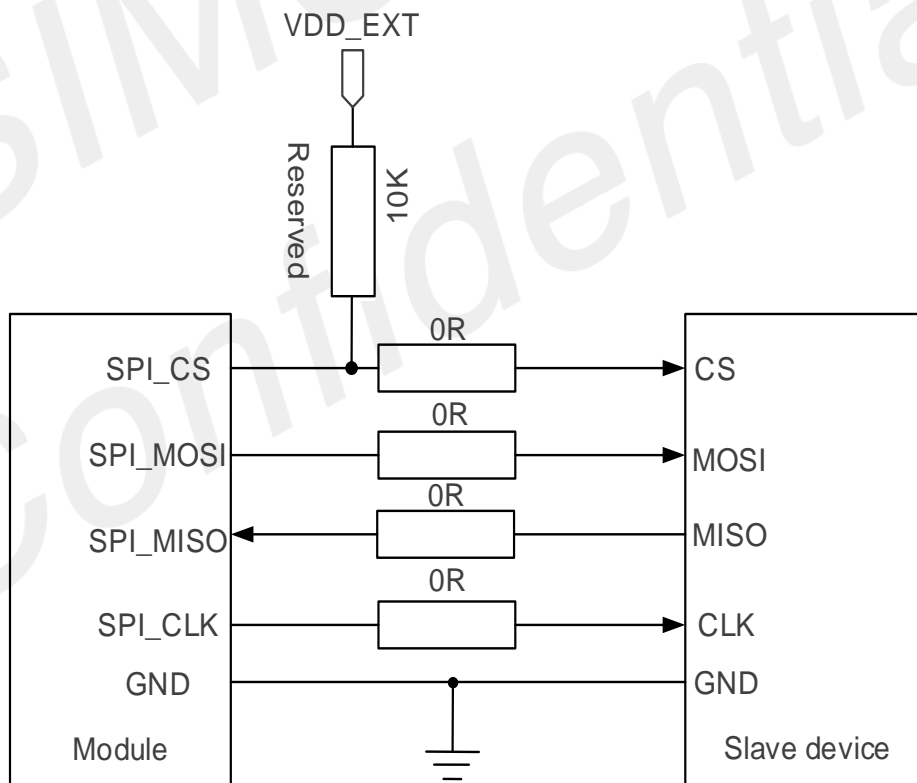 SIMCom
Confidential
VDD_EXT
Reserved
10K
0R
SPI_CS
CS
0R
SPI_MOSI
MOSI
0R
SPI_MISO
MISO
0R
SPI_CLK
CLK
GND
GND
Module
Slave device